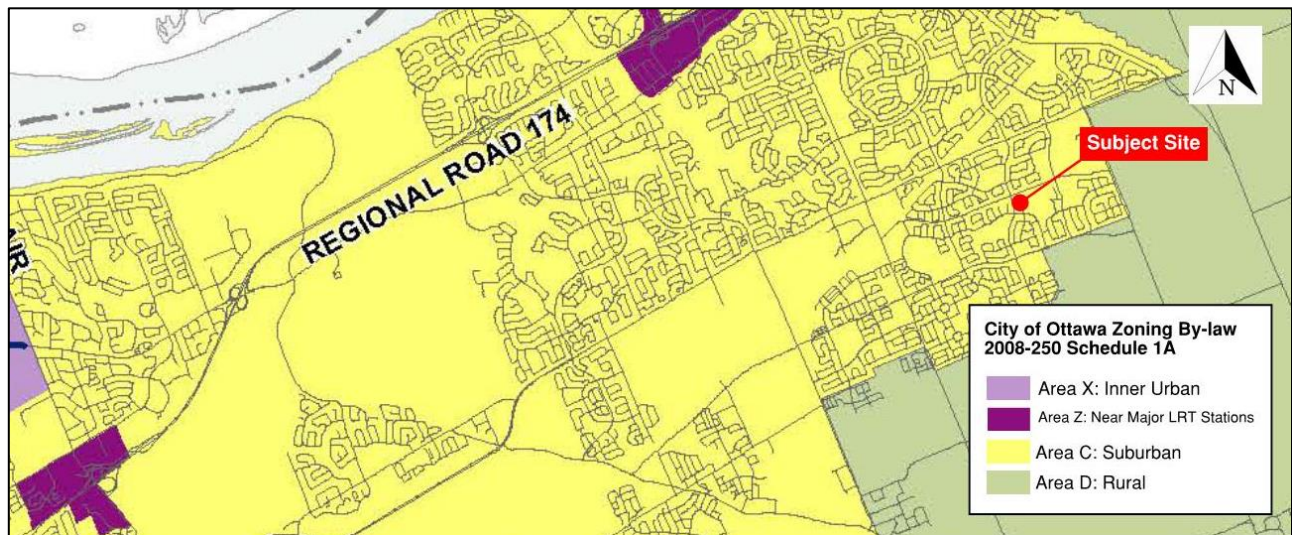 N
REGIONAL ROAD 174
Subject Site
AIR
City of Ottawa Zoning By-law
2008-250 Schedule 1A
Area X: Inner Urban
Area Z: Near Major LRT Stations
Area C: Suburban
Area D: Rural